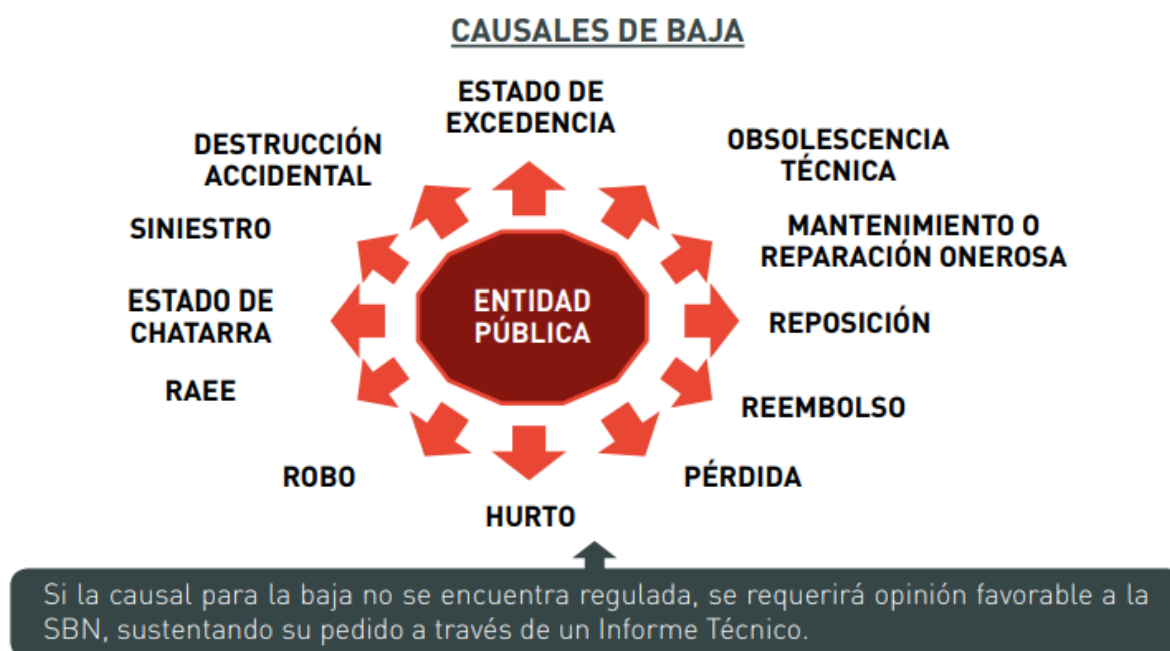 CAUSALES DE BAJA
ESTADO DE
EXCEDENCIA
OBSOLESCENCIA
TÉCNICA
MANTENIMIENTO O
REPARACIÓN ONEROSA
REPOSICIÓN
REEMBOLSO
PÉRDIDA
HURTO
ROBO
RAEE
ESTADO DE
CHATARRA
SINIESTRO
DESTRUCCIÓN
ACCIDENTAL
ENTIDAD
PÚBLICA
Si la causal para la baja no se encuentra regulada, se requerirá opinión favorable a la
SBN, sustentando su pedido a través de un Informe Técnico.